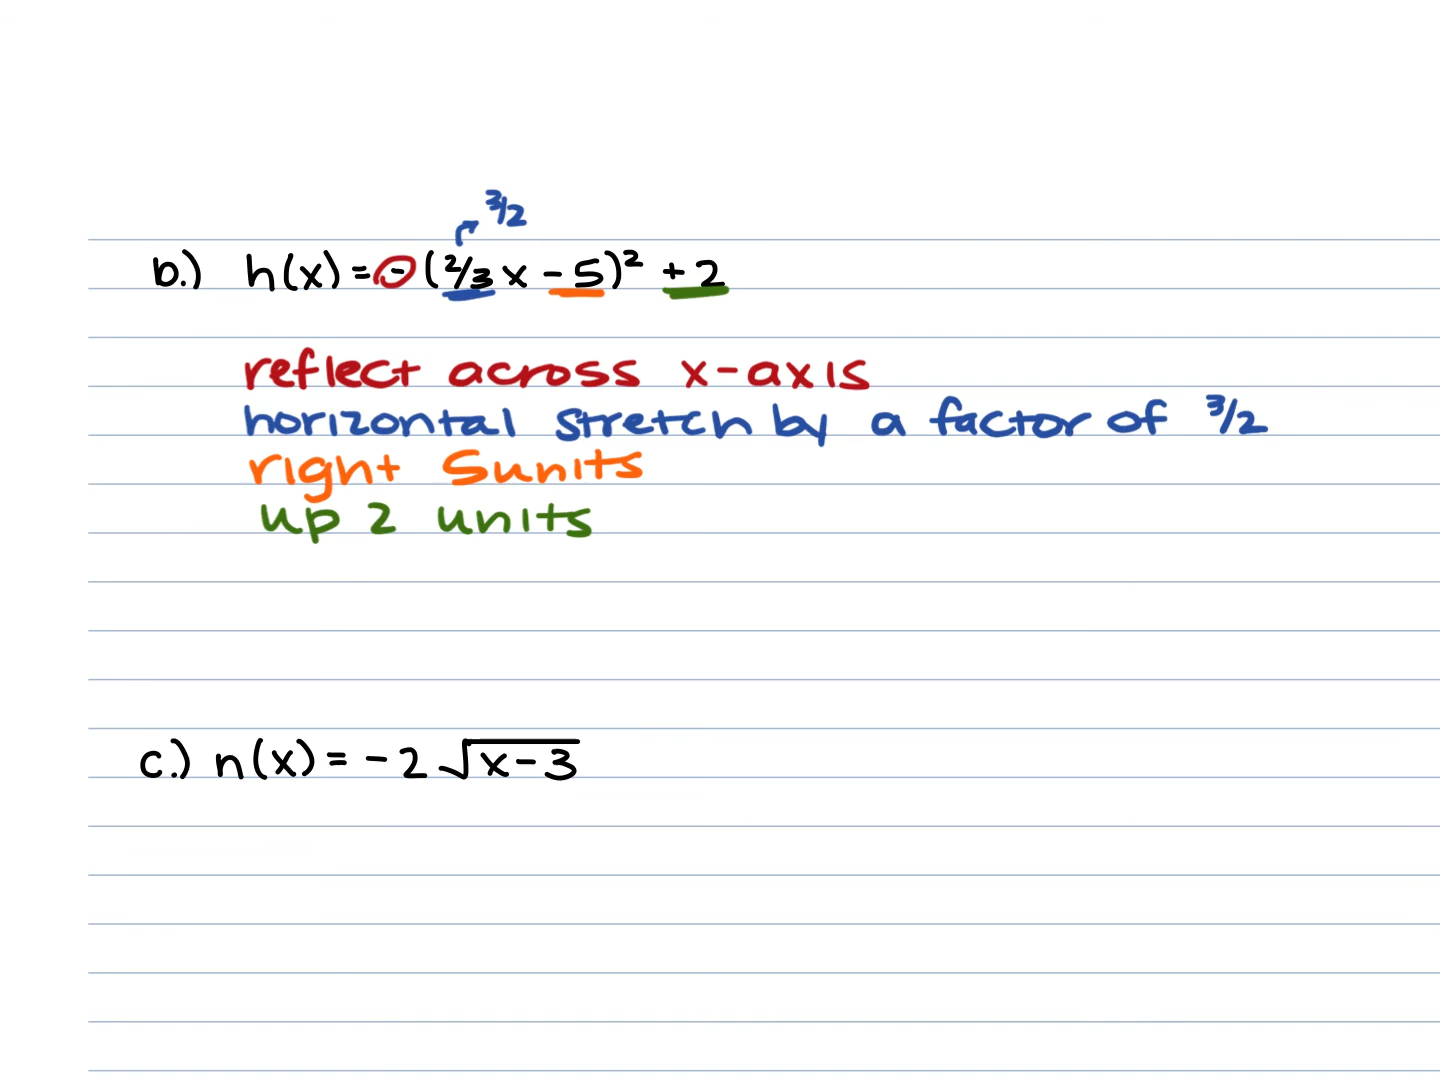 3/2
b.) h(x) = - (2/3 x - 5)² + 2
reflect across x-axis
horizontal stretch by a factor of 3/2
right 5units
up 2 units
c.) n(x) = - 2 √x - 3